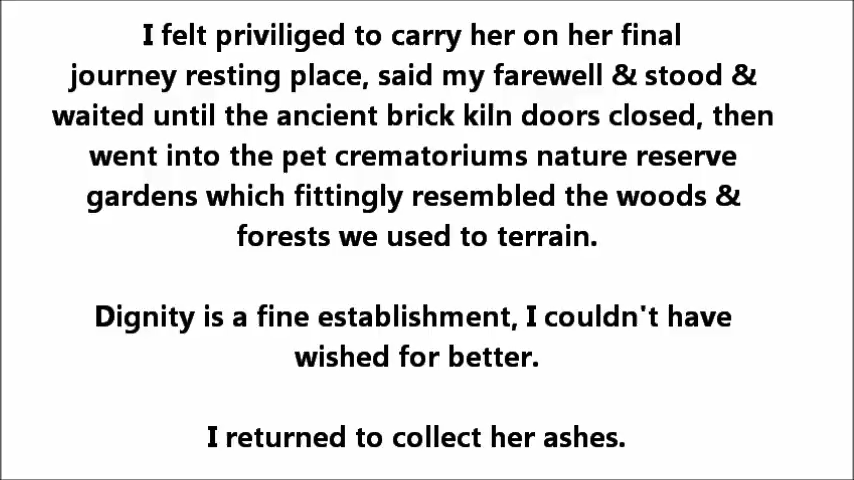 I felt priviliged to carry her on her final
journey resting place, said my farewell & stood &
waited until the ancient brick kiln doors closed, then
went into the pet crematoriums nature reserve
gardens which fittingly resembled the woods &
forests we used to terrain.
Dignity is a fine establishment, I couldn't have
wished for better.
I returned to collect her ashes.